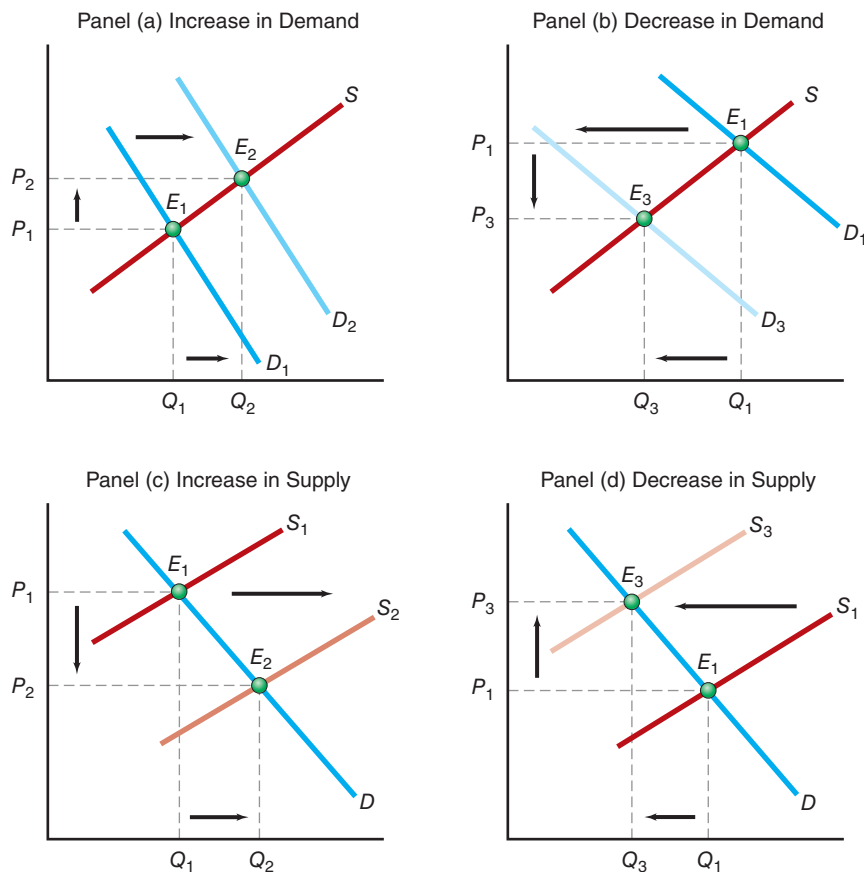 Panel (a) Increase in Demand
S
E₂
P₂
E₁
P₁
D₂
D₁
Q₁ Q₂
Panel (b) Decrease in Demand
S
E₁
P₁
E₃
P₃
D₁
D₃
Q₃ Q₁
Panel (c) Increase in Supply
S₁
E₁
P₁
S₂
E₂
P₂
D
Q₁ Q₂
Panel (d) Decrease in Supply
S₃
E₃
P₃
S₁
E₁
P₁
D
Q₃ Q₁